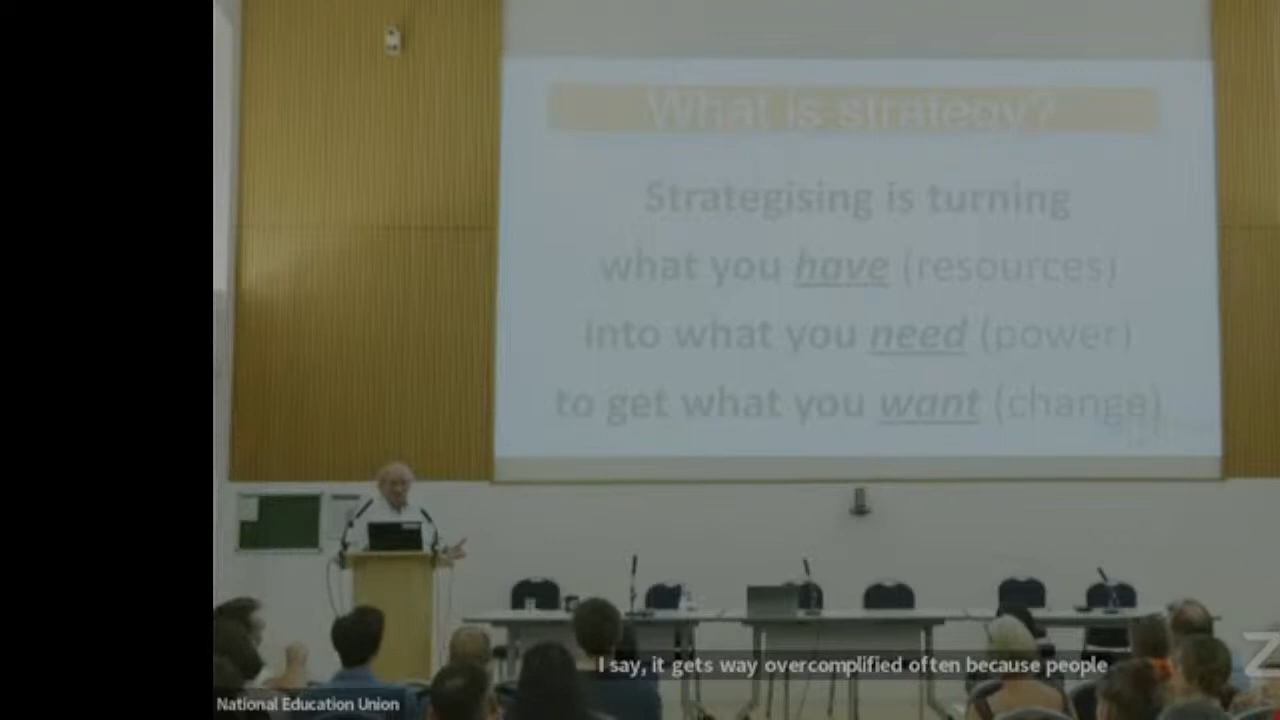 What is strategy?
Strategising is turning
what you have (resources)
into what you need (power)
to get what you want (change)
I say, it gets way overcomplified often because people
National Education Union
Z